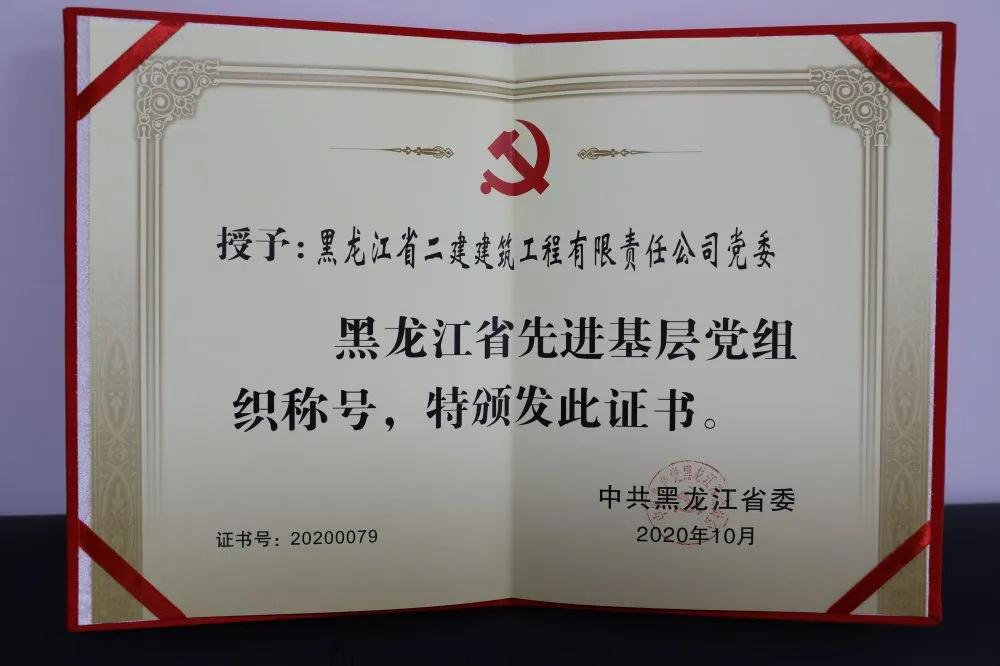 授予：黑龙江省二建建筑工程有限责任公司党委
黑龙江省先进基层党组
织称号，特颁发此证书。
中共黑龙江省委
2020年10月
证书号：20200079